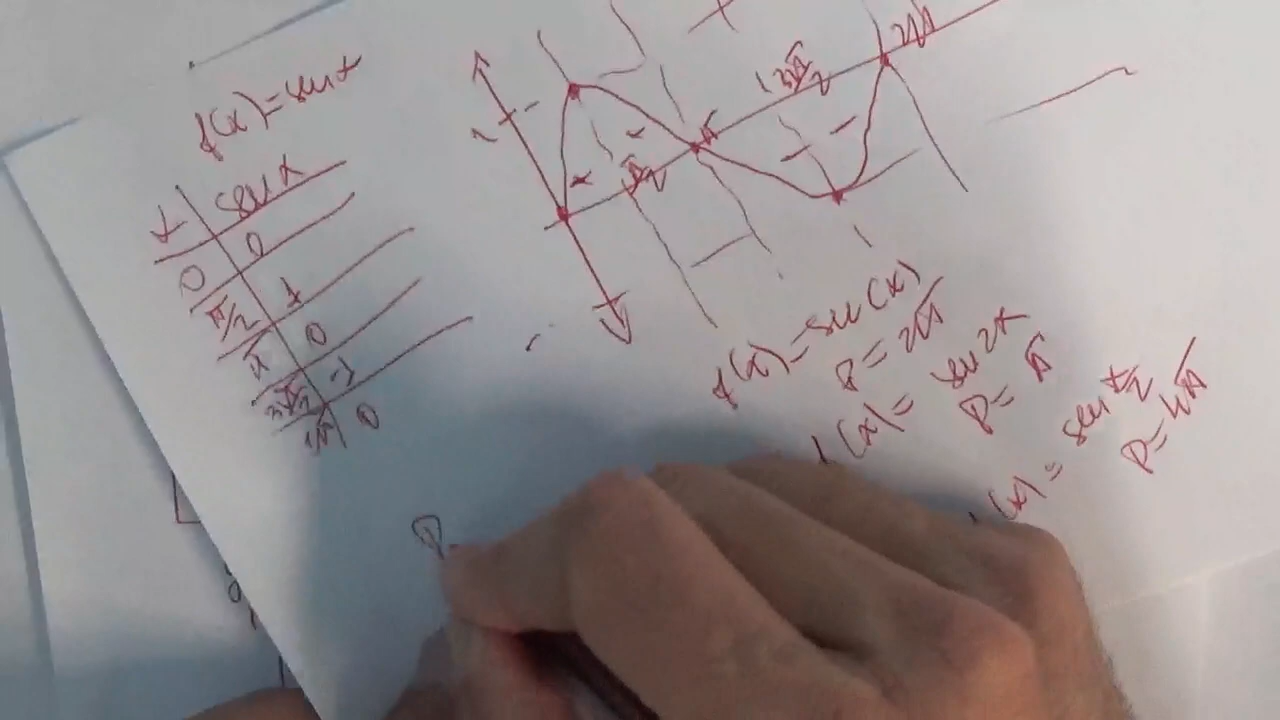 f(x) = sen x
x sen x
0 0
π/2 1
π 0
3π/2 -1
2π 0
1
π/2
π
3π/2
2π
f(x) = sen(x)
P = 2π
f(x) = sen 2x
P = π
(x) = sen x/2
P = 4π
P